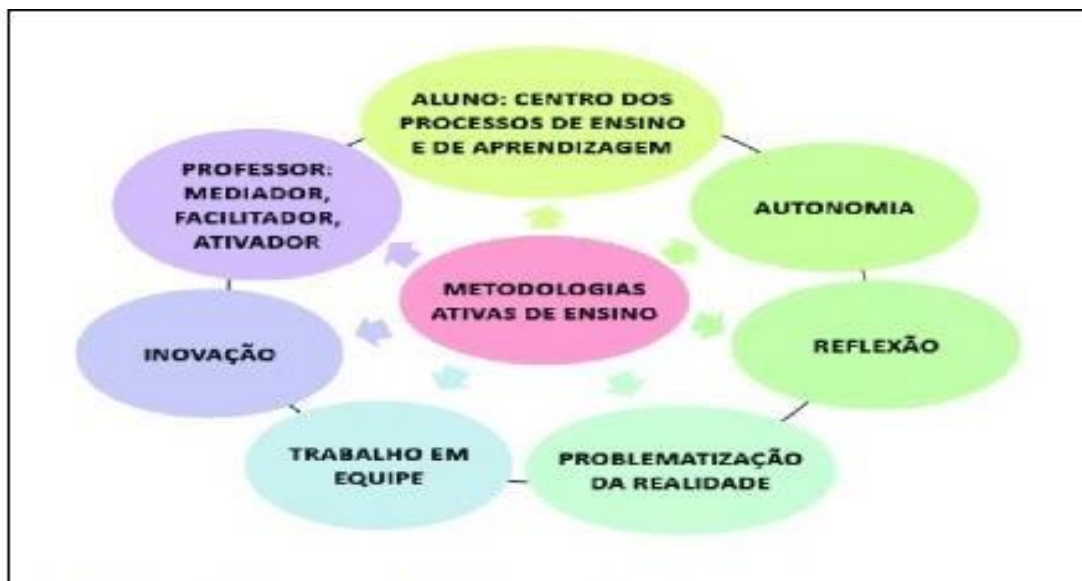 ALUNO: CENTRO DOS
PROCESSOS DE ENSINO
E DE APRENDIZAGEM
AUTONOMIA
REFLEXÃO
PROBLEMATIZAÇÃO
DA REALIDADE
TRABALHO EM
EQUIPE
INOVAÇÃO
PROFESSOR:
MEDIADOR,
FACILITADOR,
ATIVADOR
METODOLOGIAS
ATIVAS DE ENSINO